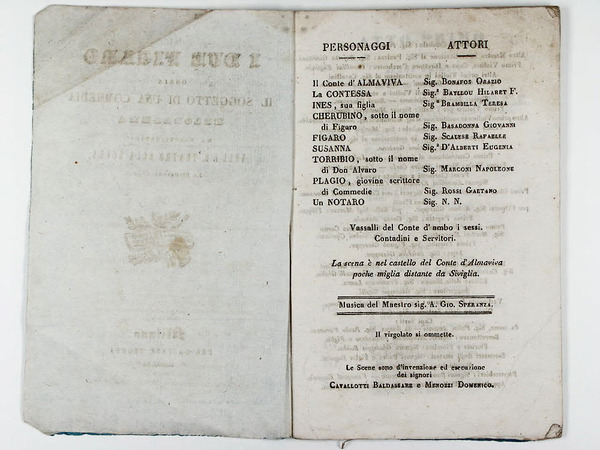 PERSONAGGI ATTORI
Il Conte d'ALMAVIVA Sig. BONAFOS ORAZIO
La CONTESSA Sig.ª BAYLOU HILARET F.
INES, sua figlia Sig.ª BRAMBILLA TERESA
CHERUBINO, sotto il nome
di Figaro Sig. BASADONNA GIOVANNI
FIGARO Sig. SCALESE RAFAELLE
SUSANNA Sig.ª D'ALBERTI EUGENIA
TORRIBIO, sotto il nome
di Don Alvaro Sig. MARCONI NAPOLEONE
PLAGIO, giovine scrittore
di Commedie Sig. ROSSI GAETANO
Un NOTARO Sig. N. N.
Vassalli del Conte d'ambo i sessi.
Contadini e Servitori.
La scena è nel castello del Conte d'Almaviva
poche miglia distante da Siviglia.
Musica del Maestro sig. A. GIO. SPERANZA.
Il virgolato si ommette.
Le Scene sono d'invenzione ed esecuzione
dei signori
CAVALLOTTI BALDASSARE e MENOZZI DOMENICO.